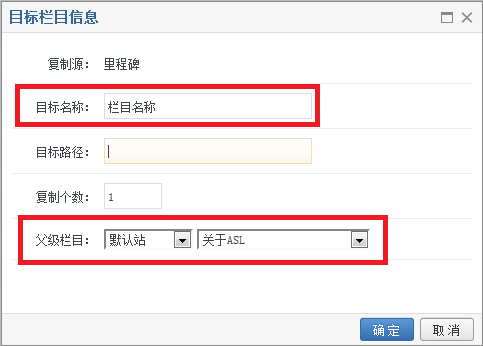 目标栏目信息
复制源： 里程碑
目标名称： 栏目名称
目标路径：
复制个数： 1
父级栏目： 默认站 关于ASL
确定 取消